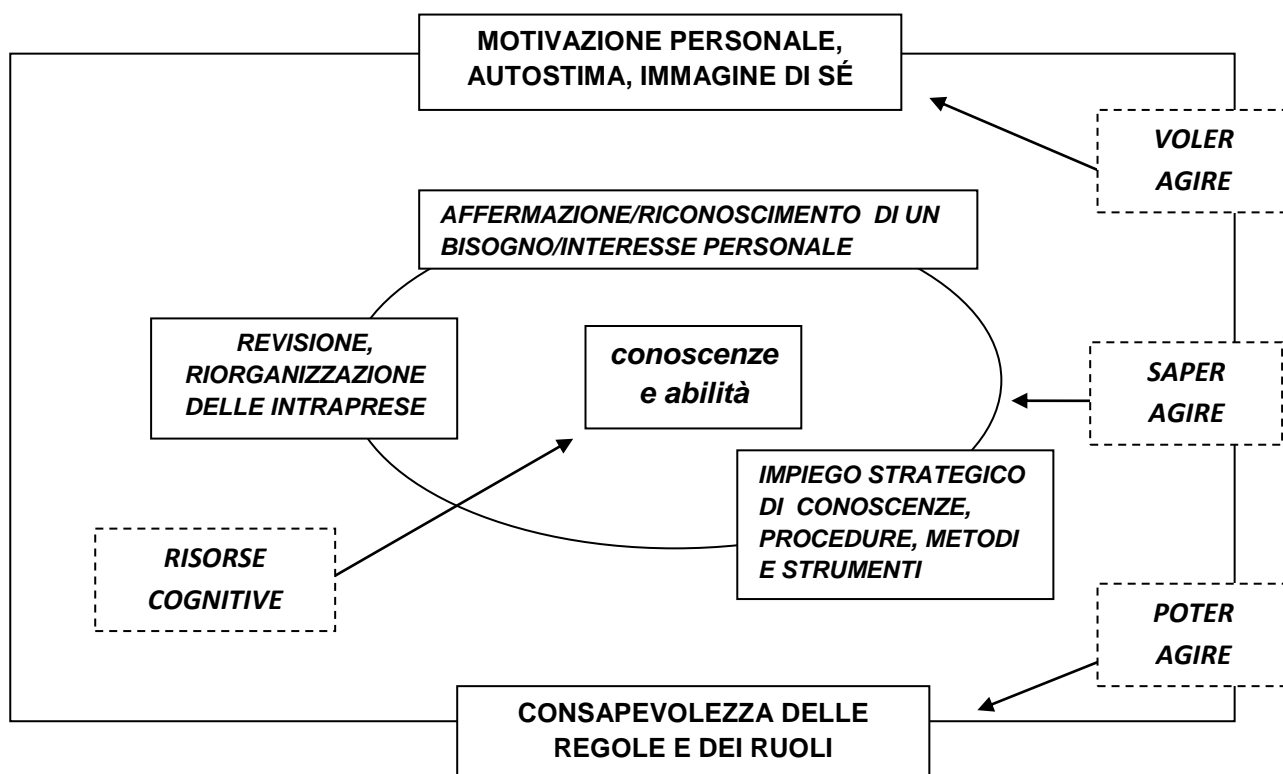 MOTIVAZIONE PERSONALE,
AUTOSTIMA, IMMAGINE DI SÉ
VOLER
AGIRE
AFFERMAZIONE/RICONOSCIMENTO DI UN
BISOGNO/INTERESSE PERSONALE
REVISIONE,
RIORGANIZZAZIONE
DELLE INTRAPRESE
conoscenze
e abilità
SAPER
AGIRE
IMPIEGO STRATEGICO
DI CONOSCENZE,
PROCEDURE, METODI
E STRUMENTI
RISORSE
COGNITIVE
POTER
AGIRE
CONSAPEVOLEZZA DELLE
REGOLE E DEI RUOLI